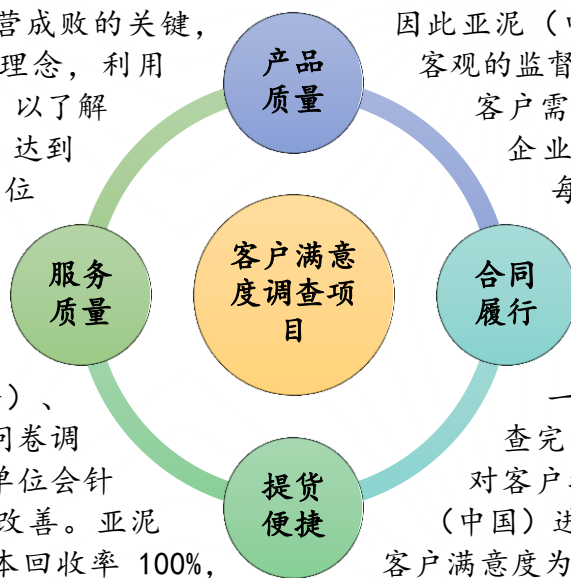 营成败的关键，因此亚泥（中
理念，利用客观的监督
以了解客户需
达到企业
位每
产品
质量
服务
质量
客户满意
度调查项
目
合同
履行
提货
便捷
）、一
问卷调查完
单位会针对客户
改善。亚泥（中国）进
本回收率 100%，客户满意度为